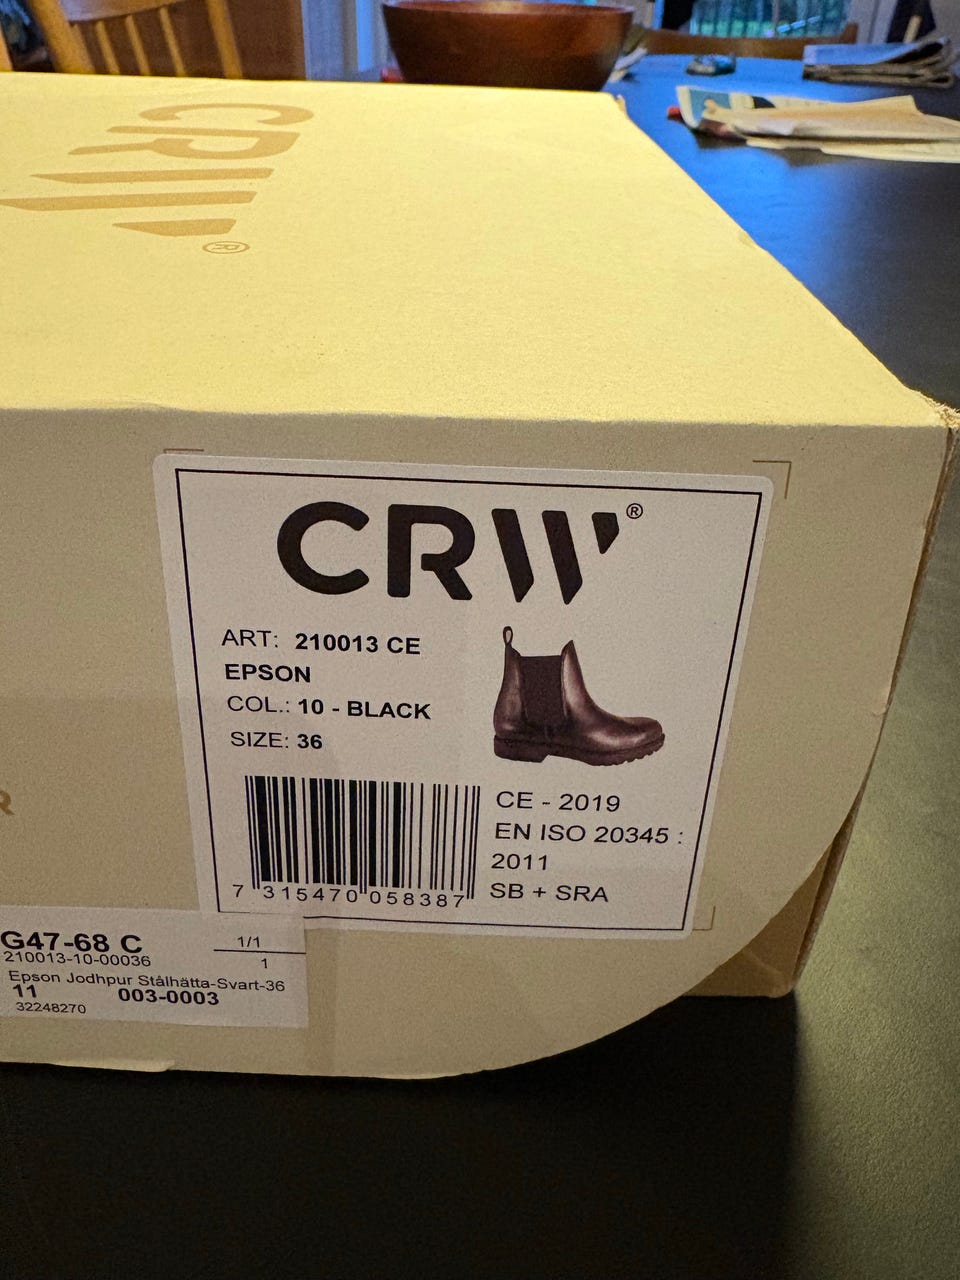 CRW®
CRW®
ART: 210013 CE
EPSON
COL.: 10 - BLACK
SIZE: 36
CE - 2019
EN ISO 20345 :
2011
SB + SRA
7 315470 058387
R
G47-68 C
1/1
210013-10-00036
1
Epson Jodhpur Stålhätta-Svart-36
11 003-0003
32248270